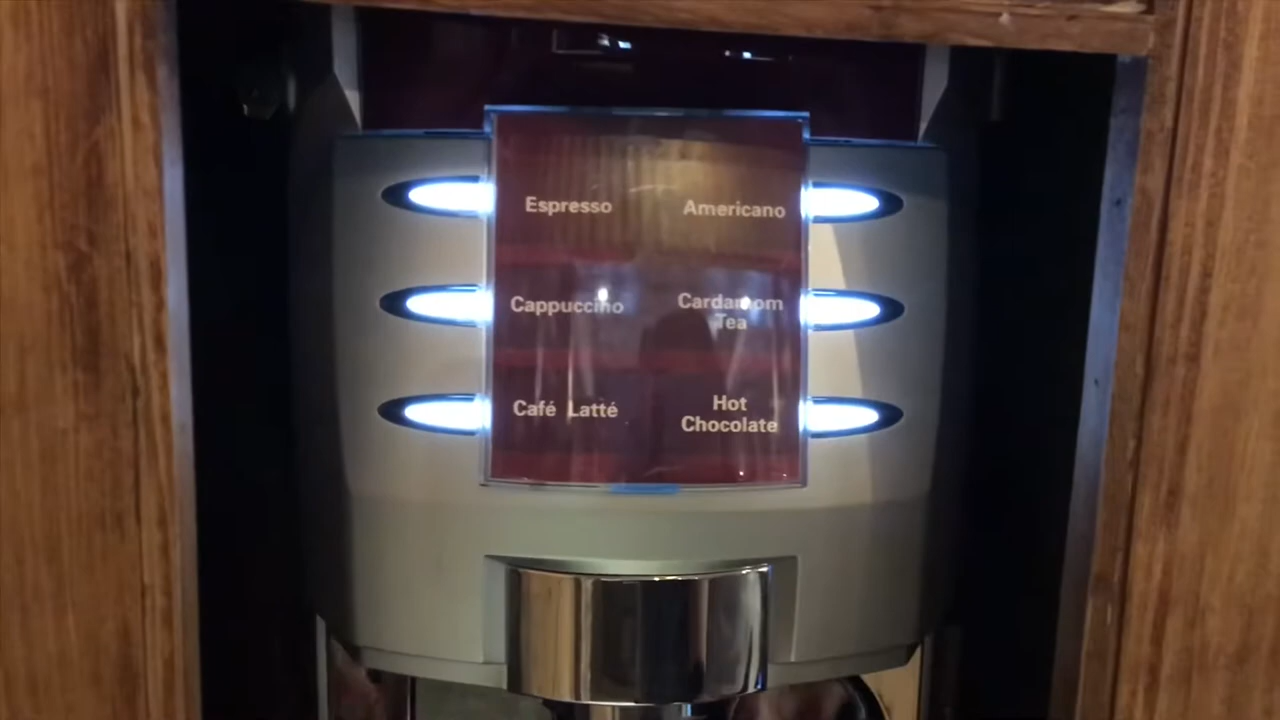 Espresso
Americano
Cappuccino
Cardamom
Tea
Café Latté
Hot
Chocolate